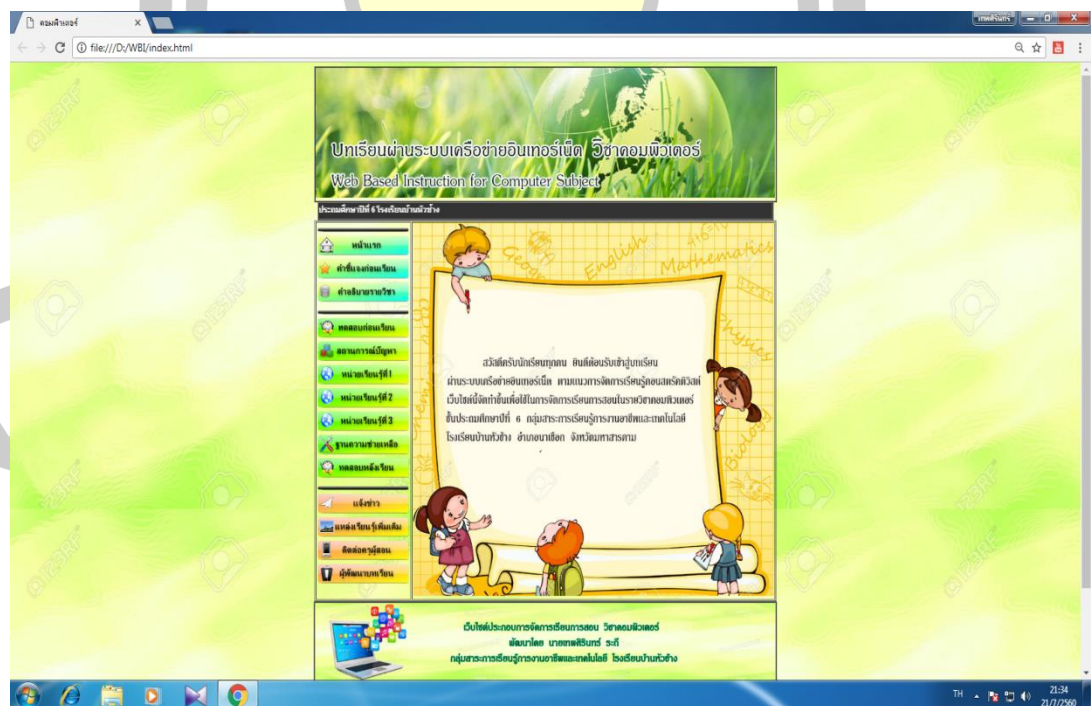 คอมพิวเตอร์
เทพศิรินทร์
file:///D:/WBI/index.html
บทเรียนผ่านระบบเครือข่ายอินเทอร์เน็ต วิชาคอมพิวเตอร์
Web Based Instruction for Computer Subject
ประถมศึกษาปีที่ 6 โรงเรียนบ้านหัวช้าง
หน้าแรก
คำชี้แจงก่อนเรียน
คำอธิบายรายวิชา
ทดสอบก่อนเรียน
สถานการณ์ปัญหา
หน่วยเรียนรู้ที่ 1
หน่วยเรียนรู้ที่ 2
หน่วยเรียนรู้ที่ 3
ฐานความช่วยเหลือ
ทดสอบหลังเรียน
แจ้งข่าว
แหล่งเรียนรู้เพิ่มเติม
ติดต่อครูผู้สอน
ผู้พัฒนาบทเรียน
English
Mathematics
Physics
Biology
สวัสดีครับนักเรียนทุกคน ยินดีต้อนรับเข้าสู่บทเรียน
ผ่านระบบเครือข่ายอินเทอร์เน็ต ตามแนวการจัดการเรียนรู้คอนสตรัคติวิสต์
เว็บไซต์นี้จัดทำขึ้นเพื่อใช้ในการจัดการเรียนการสอนในรายวิชาคอมพิวเตอร์
ชั้นประถมศึกษาปีที่ 6 กลุ่มสาระการเรียนรู้การงานอาชีพและเทคโนโลยี
โรงเรียนบ้านหัวช้าง อำเภอนาเชือก จังหวัดมหาสารคาม
เว็บไซต์ประกอบการจัดการเรียนการสอน วิชาคอมพิวเตอร์
พัฒนาโดย นายเทพศิรินทร์ ระถี
กลุ่มสาระการเรียนรู้การงานอาชีพและเทคโนโลยี โรงเรียนบ้านหัวช้าง
TH
21:34
21/7/2560